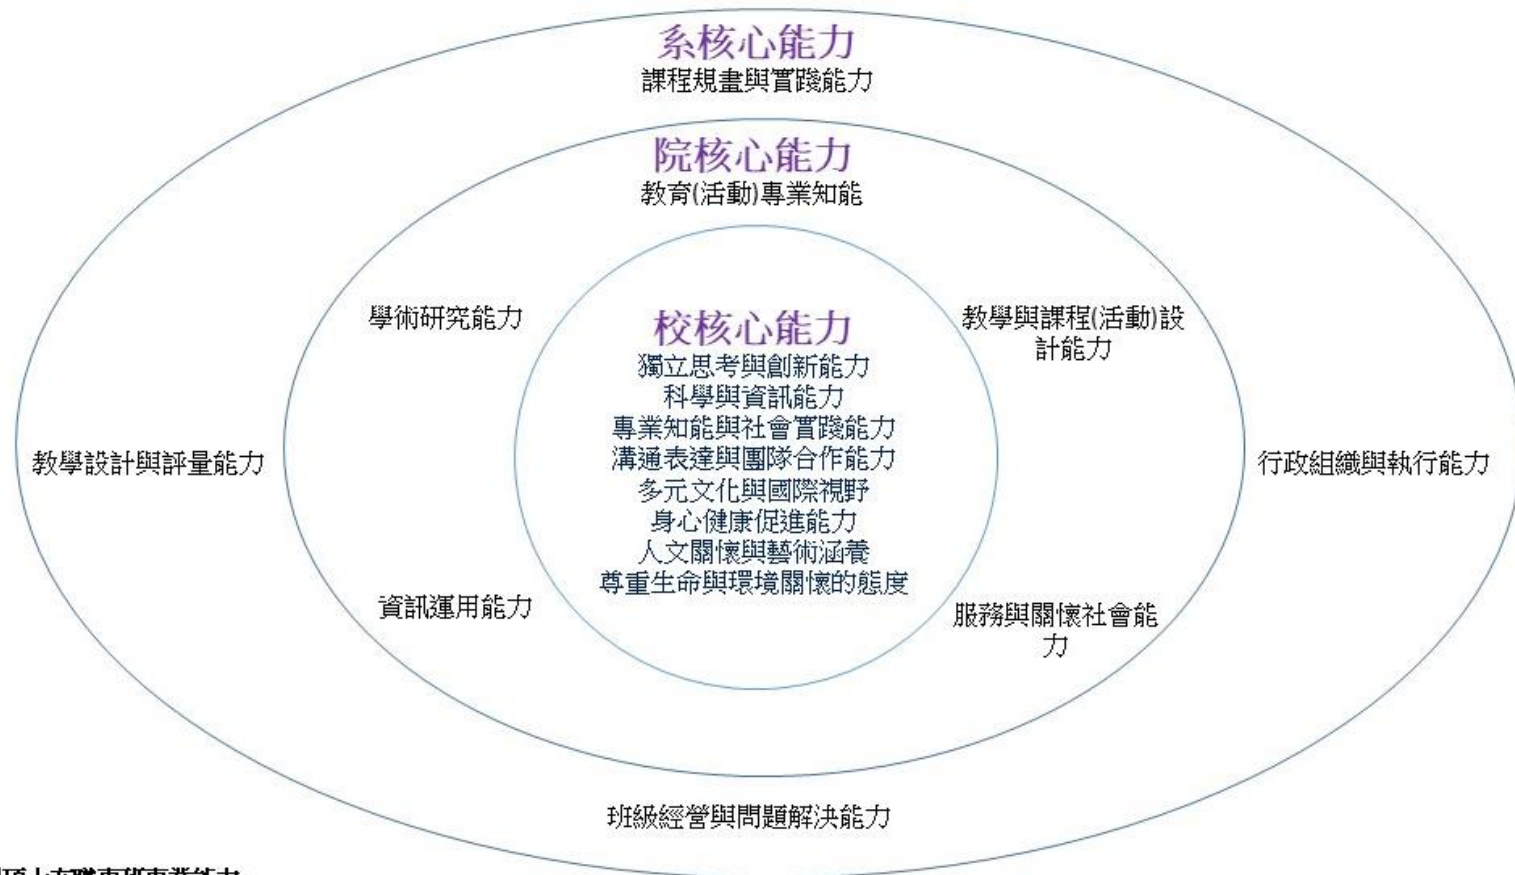 系核心能力
課程規畫與實踐能力
院核心能力
教育(活動)專業知能
學術研究能力
教學與課程(活動)設
計能力
校核心能力
獨立思考與創新能力
科學與資訊能力
專業知能與社會實踐能力
溝通表達與團隊合作能力
多元文化與國際視野
身心健康促進能力
人文關懷與藝術涵養
尊重生命與環境關懷的態度
教學設計與評量能力
行政組織與執行能力
資訊運用能力
服務與關懷社會能
力
班級經營與問題解決能力